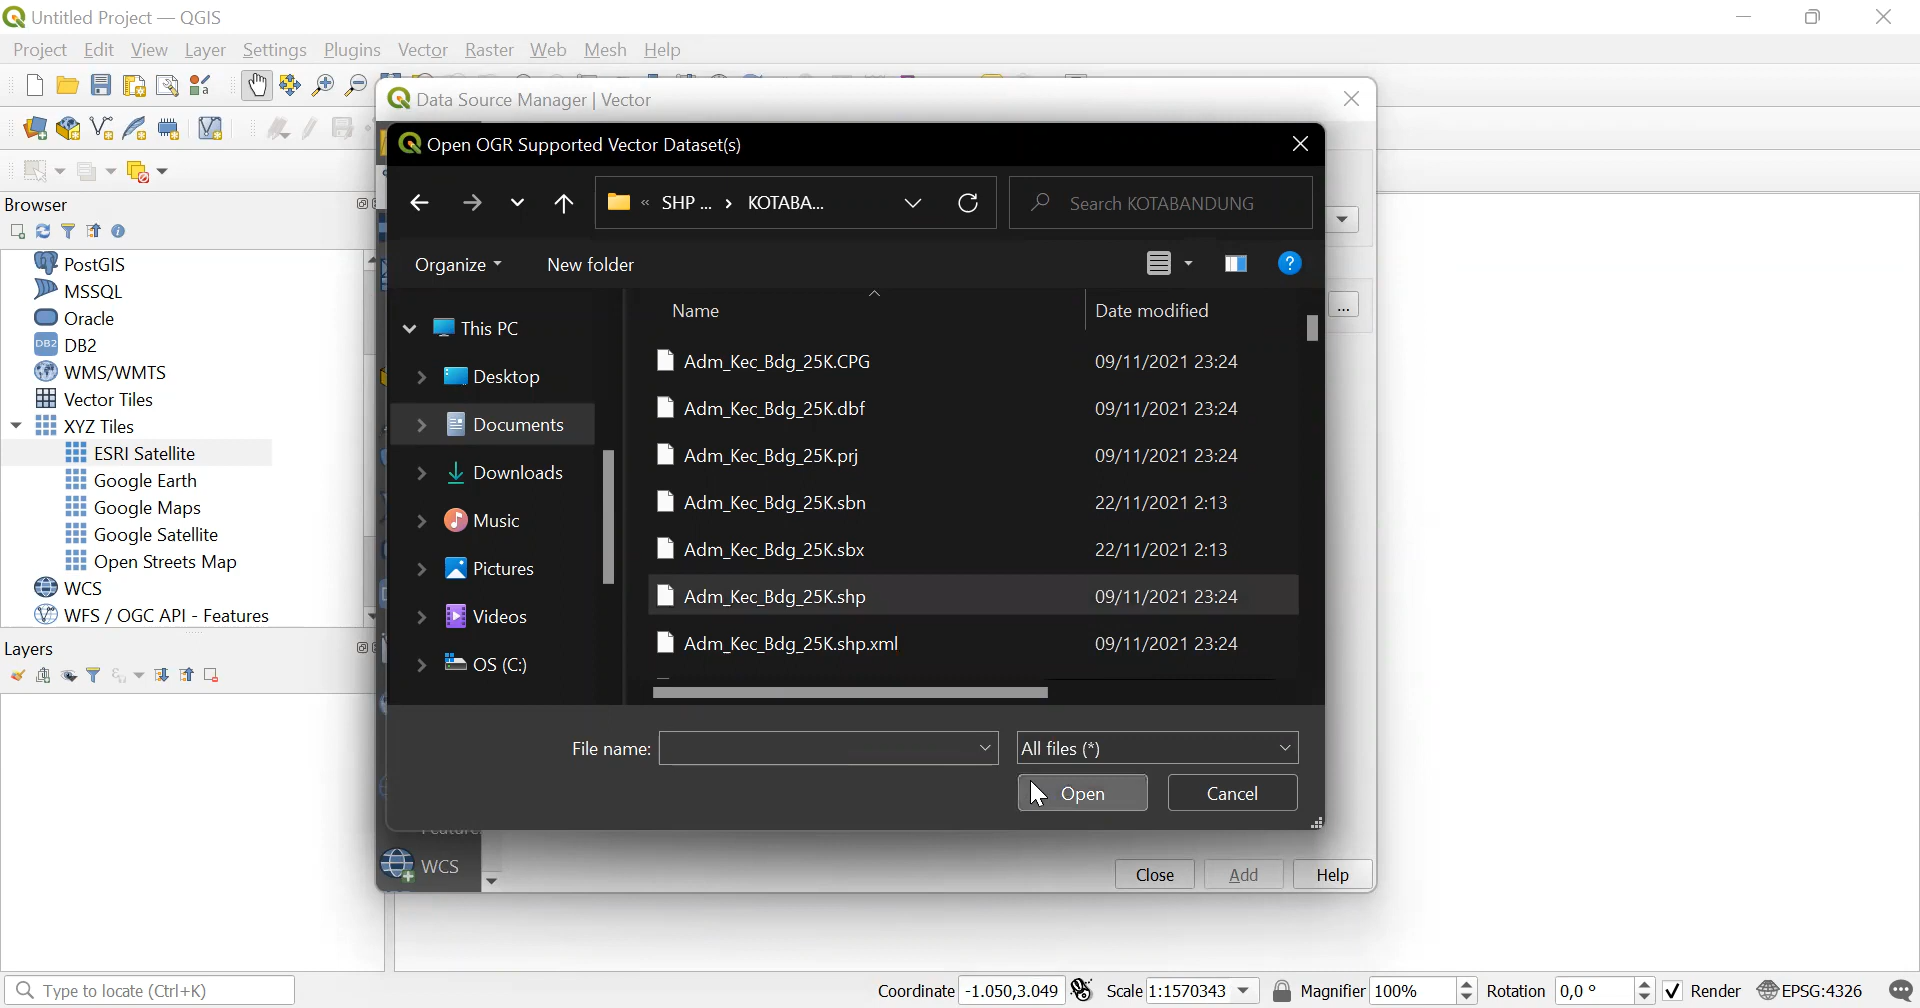 Untitled Project — QGIS
Project Edit View Layer Settings Plugins Vector Raster Web Mesh Help
Data Source Manager | Vector
Open OGR Supported Vector Dataset(s)
« SHP ... › KOTABA...
Search KOTABANDUNG
Organize
New folder
Browser
PostGIS
MSSQL
Oracle
DB2
DB2
WMS/WMTS
Vector Tiles
XYZ Tiles
ESRI Satellite
Google Earth
Google Maps
Google Satellite
Open Streets Map
WCS
WFS / OGC API - Features
Layers
This PC
Desktop
Documents
Downloads
Music
Pictures
Videos
OS (C:)
Name Date modified
Adm_Kec_Bdg_25K.CPG 09/11/2021 23:24
Adm_Kec_Bdg_25K.dbf 09/11/2021 23:24
Adm_Kec_Bdg_25K.prj 09/11/2021 23:24
Adm_Kec_Bdg_25K.sbn 22/11/2021 2:13
Adm_Kec_Bdg_25K.sbx 22/11/2021 2:13
Adm_Kec_Bdg_25K.shp 09/11/2021 23:24
Adm_Kec_Bdg_25K.shp.xml 09/11/2021 23:24
...
File name:
All files (*)
Open
Cancel
WCS
Close
Add
Help
Type to locate (Ctrl+K)
Coordinate -1.050,3.049 Scale 1:1570343 Magnifier 100% Rotation 0,0 ° Render EPSG:4326